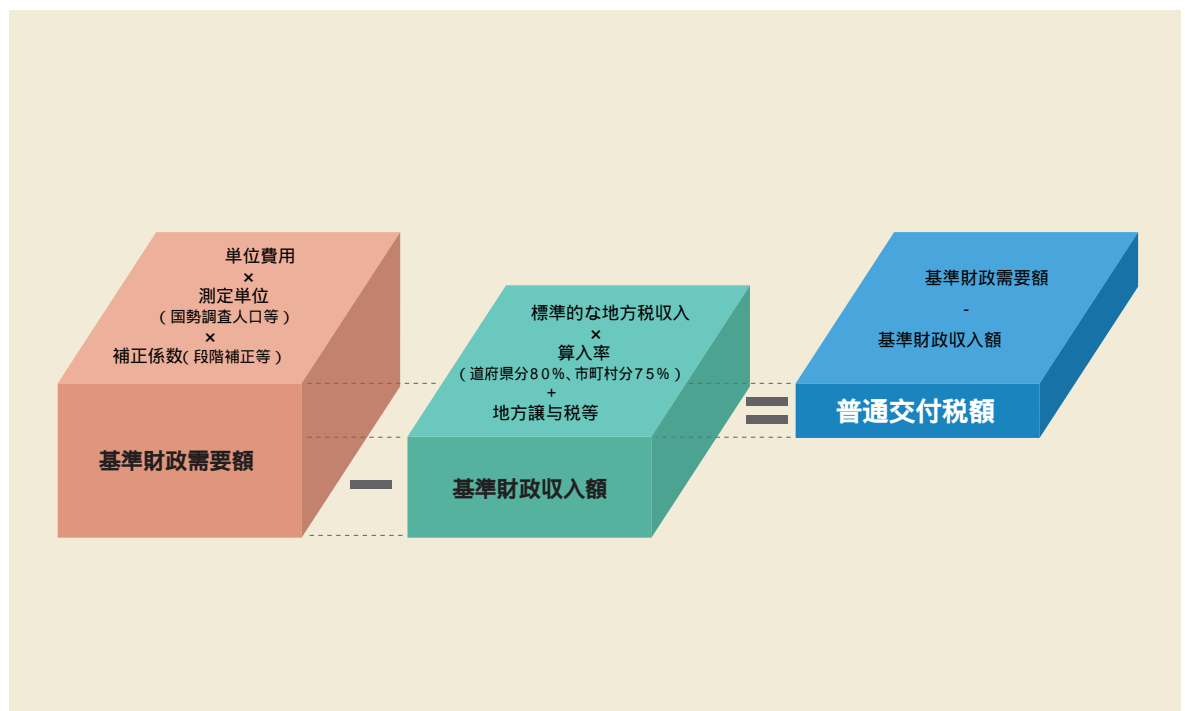 単位費用
×
測定単位
（国勢調査人口等）
×
補正係数（段階補正等）
基準財政需要額
標準的な地方税収入
×
算入率
（道府県分80％、市町村分75％）
+
地方譲与税等
基準財政収入額
基準財政需要額
-
基準財政収入額
普通交付税額